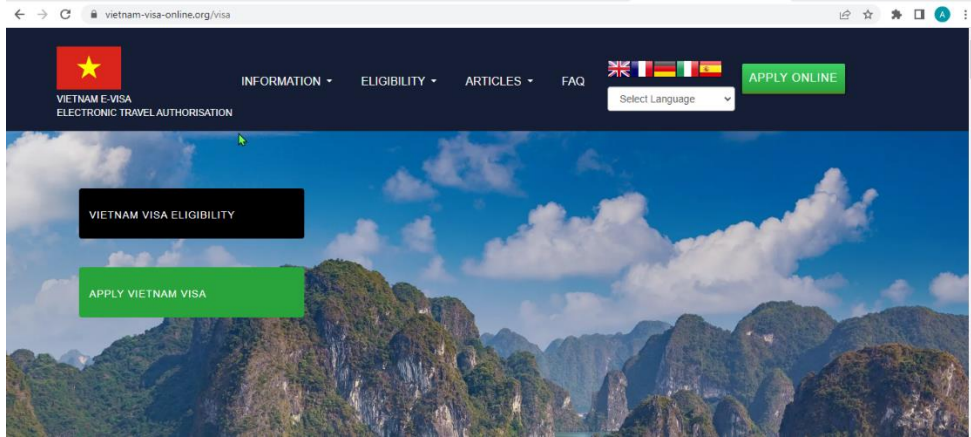 vietnam-visa-online.org/visa
A
VIETNAM E-VISA
ELECTRONIC TRAVEL AUTHORISATION
INFORMATION
ELIGIBILITY
ARTICLES
FAQ
Select Language
APPLY ONLINE
VIETNAM VISA ELIGIBILITY
APPLY VIETNAM VISA